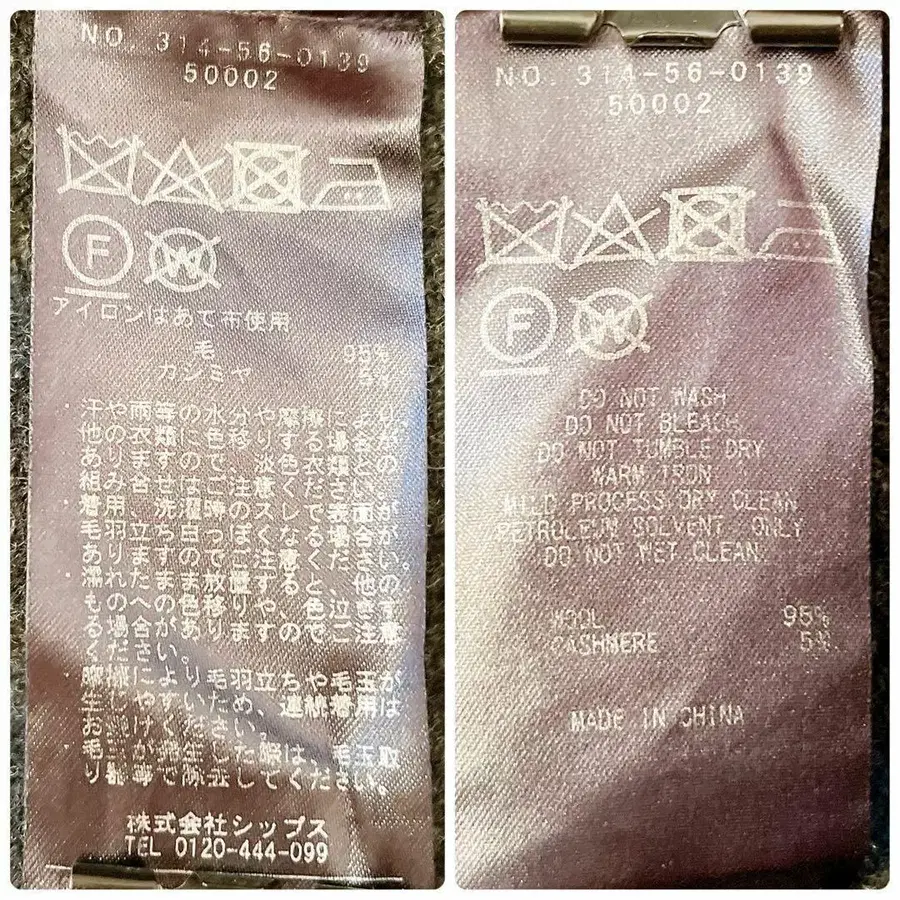 NO. 314-56-0139
50002
F W
アイロンはあて布使用
毛 95%
カシミヤ 5%
・汗や雨等の水分や摩擦により
他の衣類に色移りする場合が
ありますので、淡色衣類との
組み合せはご注意ください。
・着用や洗濯の際スレて表面が
毛羽立ち白っぽくなる場合が
ありますのでご注意ださい。
・濡れたまま放置すると、他の
ものへの色移りや色泣きす
る場合がありますのでご注意
ください。
・摩擦により毛羽立ちや毛玉が
生じやすいため、連続着用は
お避けください。
・毛玉が発生した際は、毛玉取
り器等で除去してください。
株式会社シップス
TEL 0120-444-099
NO. 314-56-0139
50002
F W
DO NOT WASH
DO NOT BLEACH
DO NOT TUMBLE DRY
WARM IRON
MILD PROCESS DRY CLEAN
PETROLEUM SOLVENT ONLY
DO NOT WET CLEAN
WOOL 95%
CASHMERE 5%
MADE IN CHINA